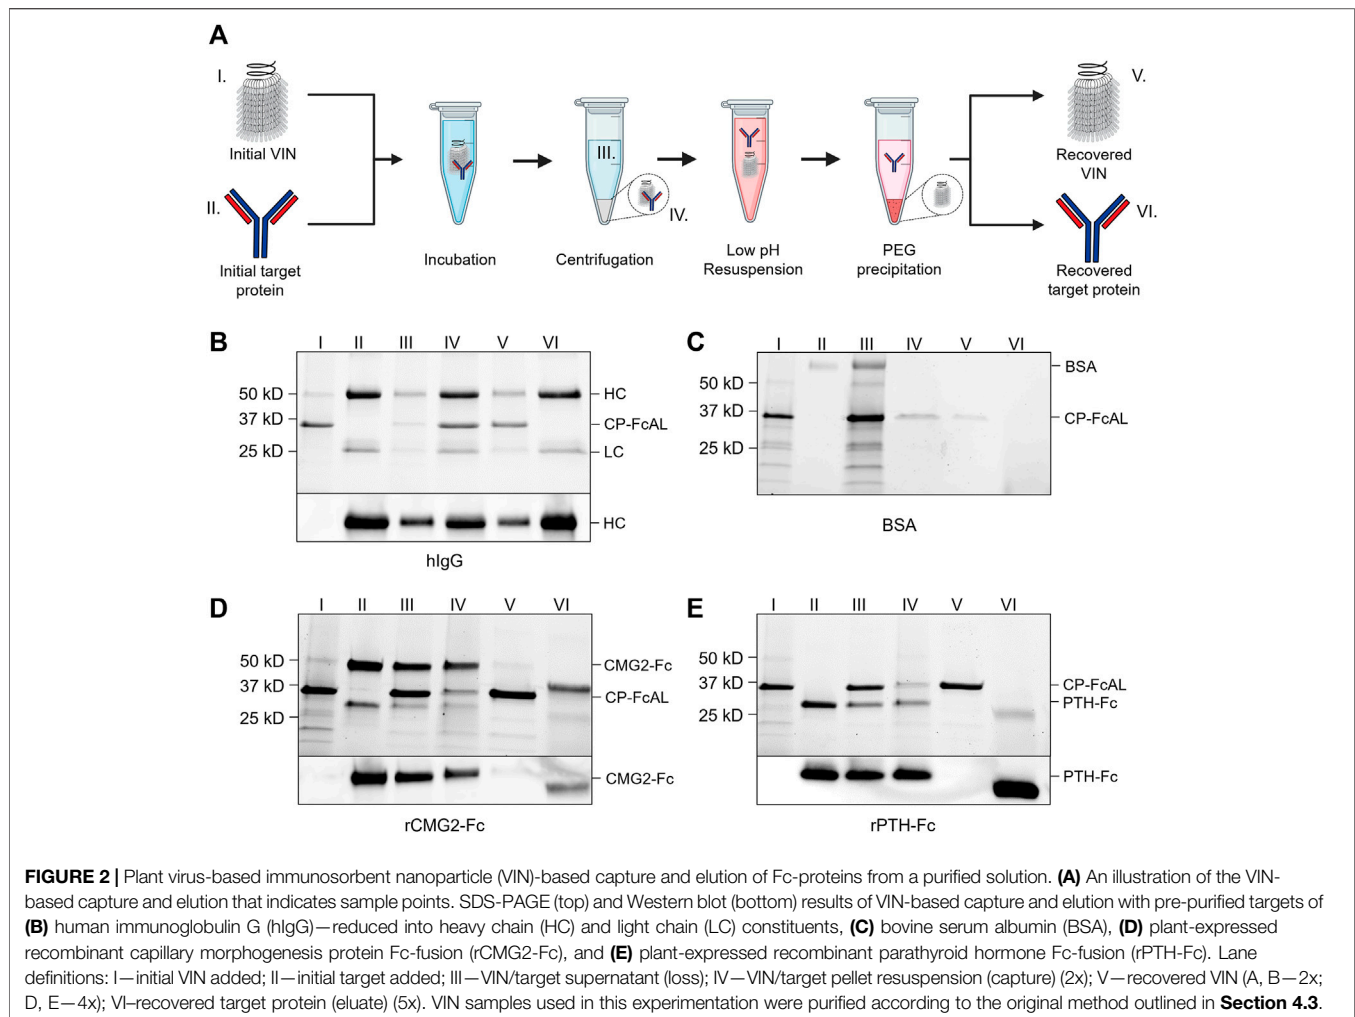 A
I.
Initial VIN
II.
Initial target
protein
Incubation
III.
Centrifugation
IV.
Low pH
Resuspension
PEG
precipitation
V.
Recovered
VIN
VI.
Recovered
target protein
B
I II III IV V VI
50 kD
37 kD
25 kD
HC
CP-FcAL
LC
HC
hIgG
C
I II III IV V VI
50 kD
37 kD
25 kD
BSA
CP-FcAL
BSA
D
I II III IV V VI
50 kD
37 kD
25 kD
CMG2-Fc
CP-FcAL
CMG2-Fc
rCMG2-Fc
E
I II III IV V VI
50 kD
37 kD
25 kD
CP-FcAL
PTH-Fc
PTH-Fc
rPTH-Fc
FIGURE 2 | Plant virus-based immunosorbent nanoparticle (VIN)-based capture and elution of Fc-proteins from a purified solution. (A) An illustration of the VIN-
based capture and elution that indicates sample points. SDS-PAGE (top) and Western blot (bottom) results of VIN-based capture and elution with pre-purified targets of
(B) human immunoglobulin G (hIgG)—reduced into heavy chain (HC) and light chain (LC) constituents, (C) bovine serum albumin (BSA), (D) plant-expressed
recombinant capillary morphogenesis protein Fc-fusion (rCMG2-Fc), and (E) plant-expressed recombinant parathyroid hormone Fc-fusion (rPTH-Fc). Lane
definitions: I—initial VIN added; II—initial target added; III—VIN/target supernatant (loss); IV—VIN/target pellet resuspension (capture) (2x); V—recovered VIN (A, B—2x;
D, E—4x); VI–recovered target protein (eluate) (5x). VIN samples used in this experimentation were purified according to the original method outlined in Section 4.3.